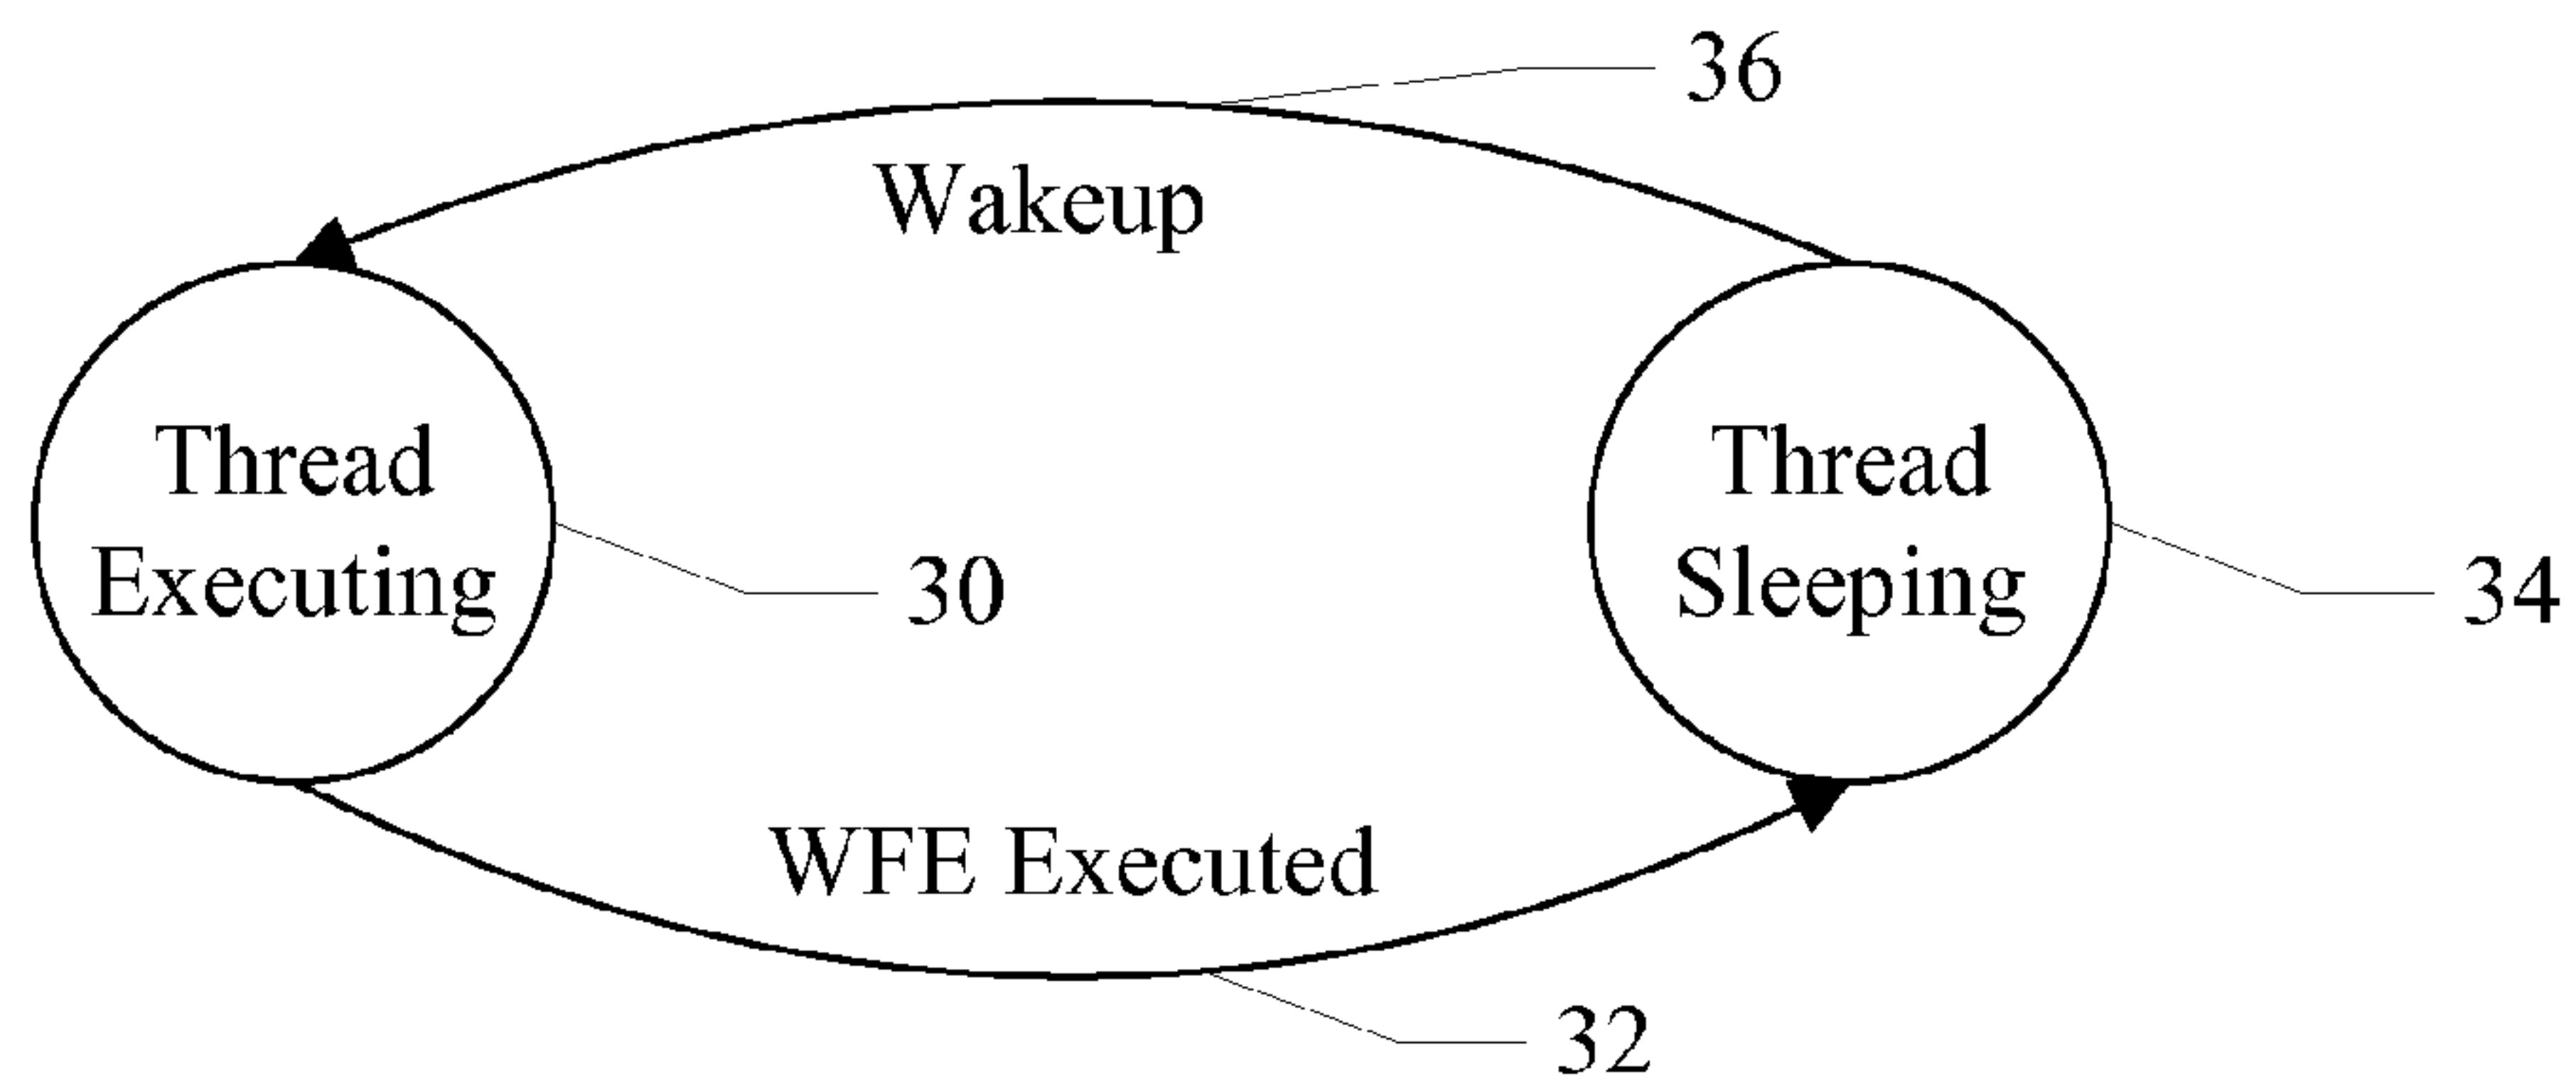 36
Wakeup
Thread
Executing
30
Thread
Sleeping
34
WFE Executed
32